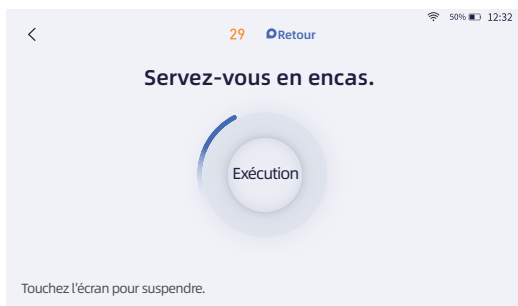 50% 12:32
29 Retour
Servez-vous en encas.
Exécution
Touchez l'écran pour suspendre.